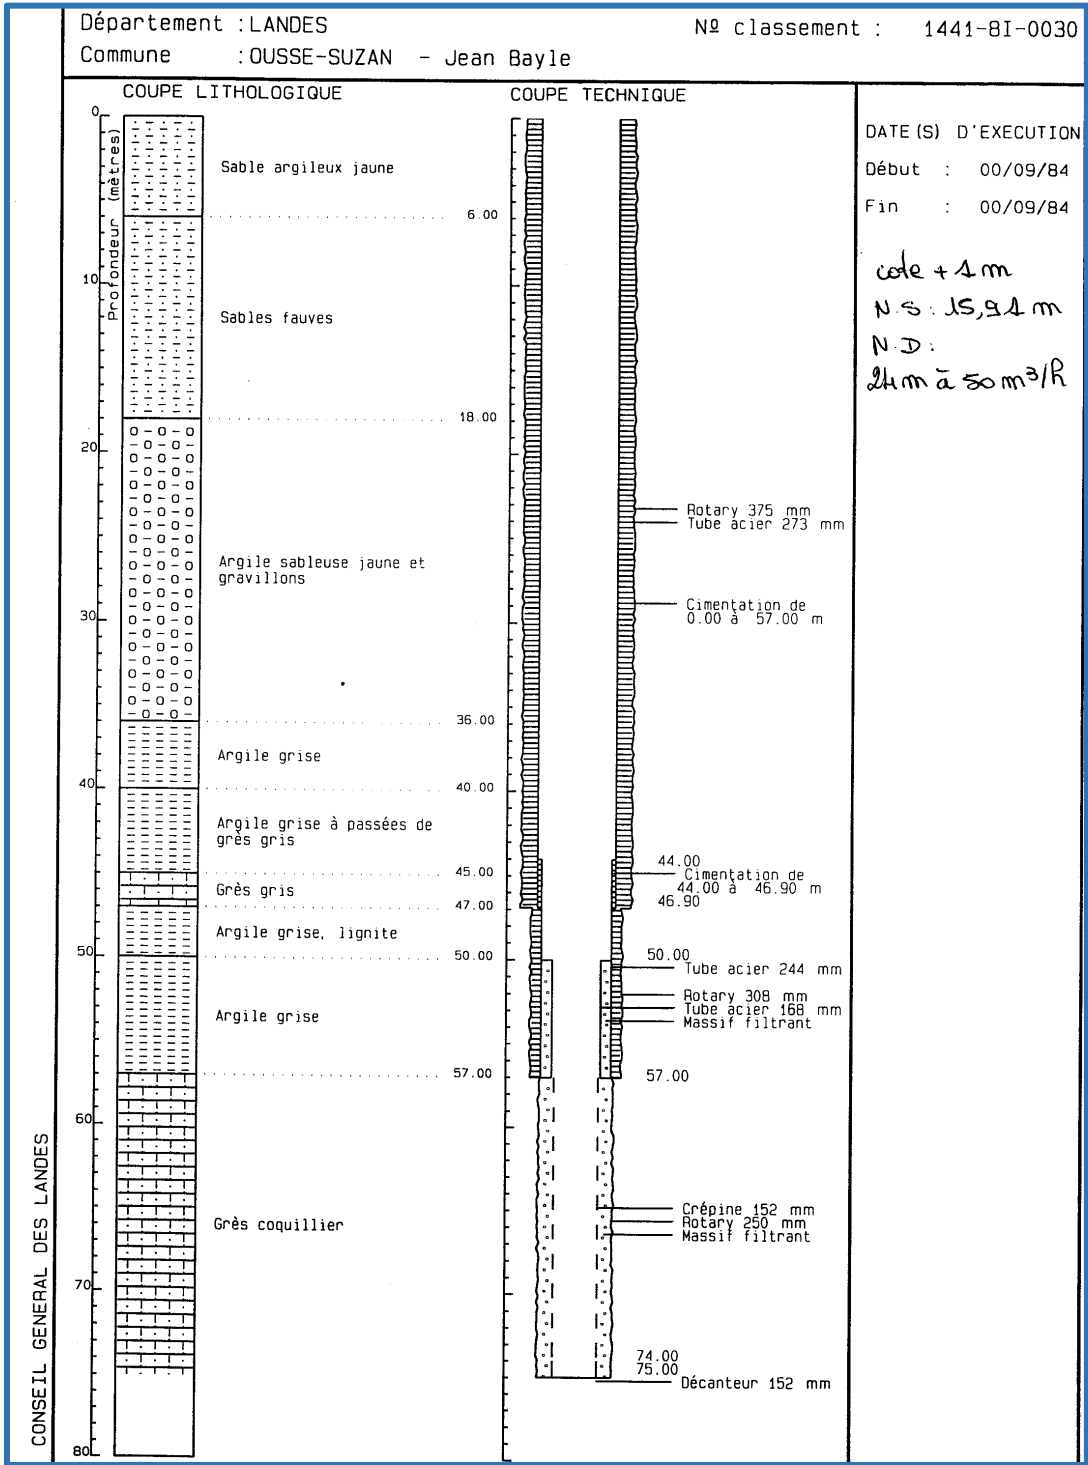 Département : LANDES
Nº classement : 1441-8I-0030
Commune : OUSSE-SUZAN - Jean Bayle
COUPE LITHOLOGIQUE
COUPE TECHNIQUE
Profondeur (mètres)
0
10
20
30
40
50
60
70
80
Sable argileux jaune
6.00
Sables fauves
18.00
Argile sableuse jaune et
gravillons
36.00
Argile grise
40.00
Argile grise à passées de
grès gris
45.00
Grès gris
47.00
Argile grise, lignite
50.00
Argile grise
57.00
Grès coquillier
Rotary 375 mm
Tube acier 273 mm
Cimentation de
0.00 à 57.00 m
44.00
Cimentation de
44.00 à 46.90 m
46.90
50.00
Tube acier 244 mm
Rotary 308 mm
Tube acier 168 mm
Massif filtrant
57.00
Crépine 152 mm
Rotary 250 mm
Massif filtrant
74.00
75.00
Décanteur 152 mm
DATE(S) D'EXECUTION
Début : 00/09/84
Fin : 00/09/84
cote + 1 m
N.S : 15,91 m
N.D :
24 m à 50 m³/h
CONSEIL GENERAL DES LANDES